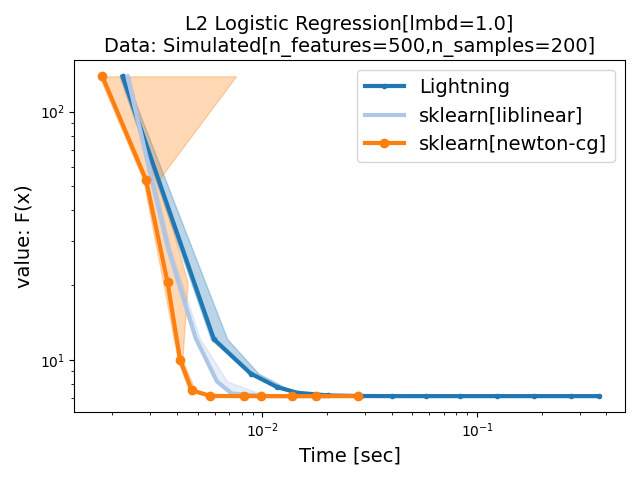 L2 Logistic Regression[lmbd=1.0]
Data: Simulated[n_features=500,n_samples=200]
value: F(x)
10²
10¹
Lightning
sklearn[liblinear]
sklearn[newton-cg]
10⁻²
10⁻¹
Time [sec]